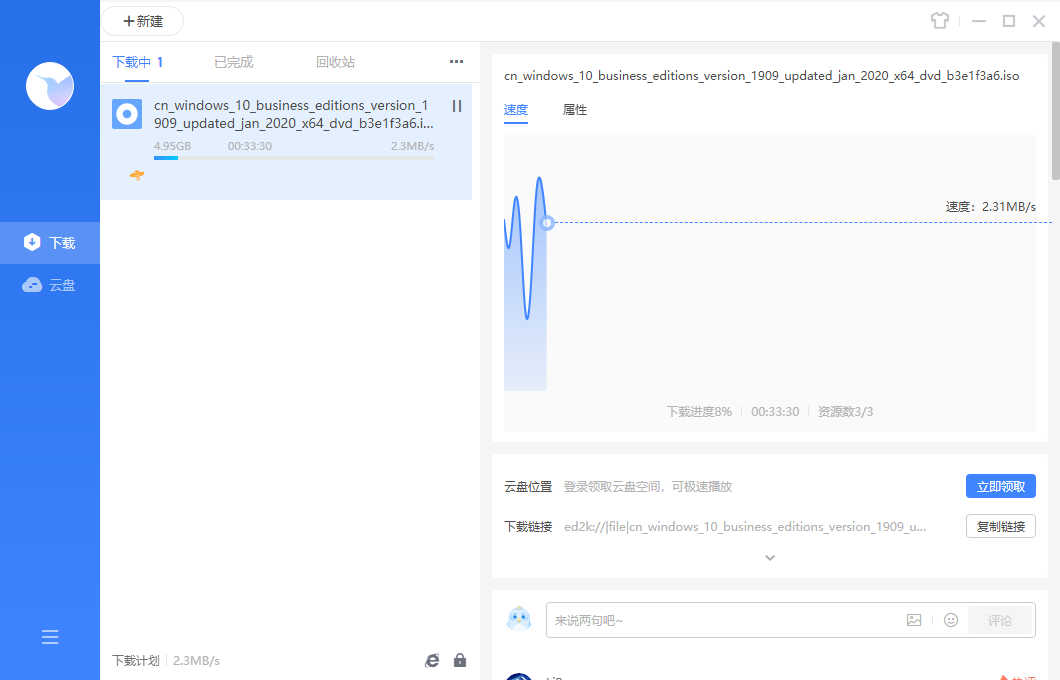 新建
下载中 1
已完成
回收站
cn_windows_10_business_editions_version_1
909_updated_jan_2020_x64_dvd_b3e1f3a6.i...
4.95GB 00:33:30 2.3MB/s
下载
云盘
下载计划 2.3MB/s
cn_windows_10_business_editions_version_1909_updated_jan_2020_x64_dvd_b3e1f3a6.iso
速度 属性
速度：2.31MB/s
下载进度8% 00:33:30 资源数3/3
云盘位置 登录领取云盘空间，可极速播放 立即领取
下载链接 ed2k://|file|cn_windows_10_business_editions_version_1909_u... 复制链接
来说两句吧~ 评论